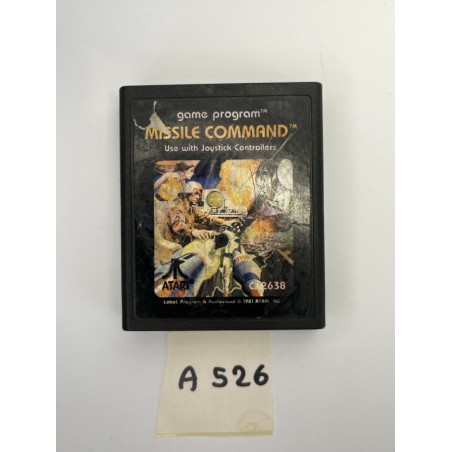 game program™
MISSILE COMMAND™
Use with Joystick Controllers
ATARI
CX2638
Label, Program & Audiovisual © 1981 ATARI, Inc.
A 526